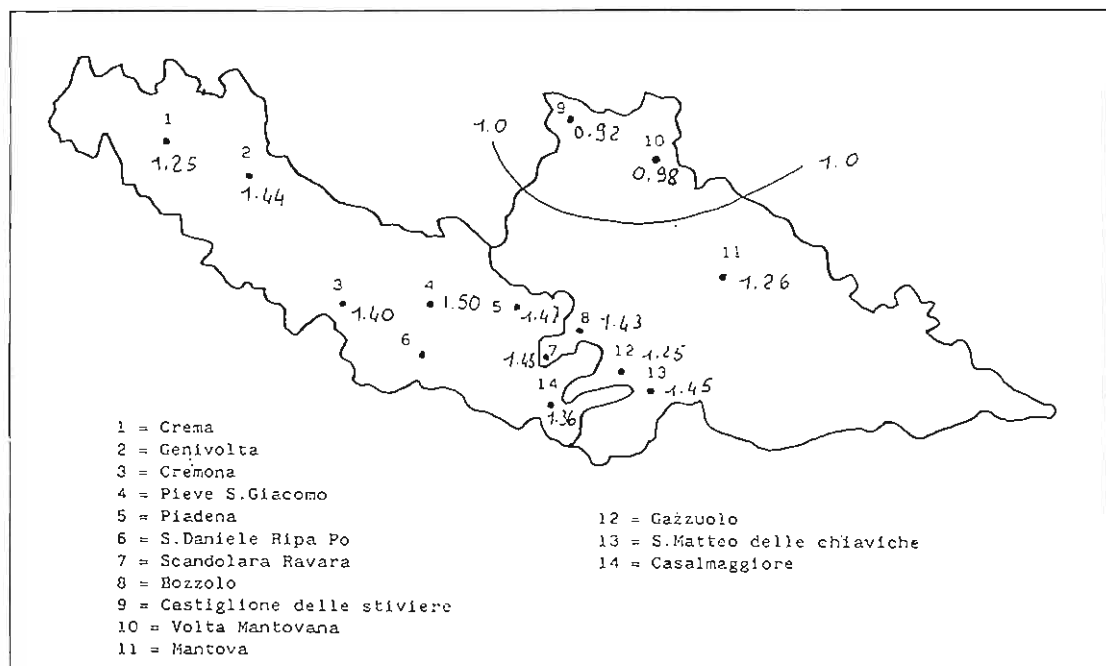 1
1.25
2
1.44
9
0.92
10
0.98
1.0
1.0
11
1.26
3
1.40
4
1.50
5
8
1.43
6
7
1.45
12
1.25
13
1.45
14
1.36
1 = Crema
2 = Genivolta
3 = Cremona
4 = Pieve S.Giacomo
5 = Piadena
6 = S.Daniele Ripa Po
7 = Scandolara Ravara
8 = Bozzolo
9 = Castiglione delle stiviere
10 = Volta Mantovana
11 = Mantova
12 = Gazzuolo
13 = S.Matteo delle chiaviche
14 = Casalmaggiore